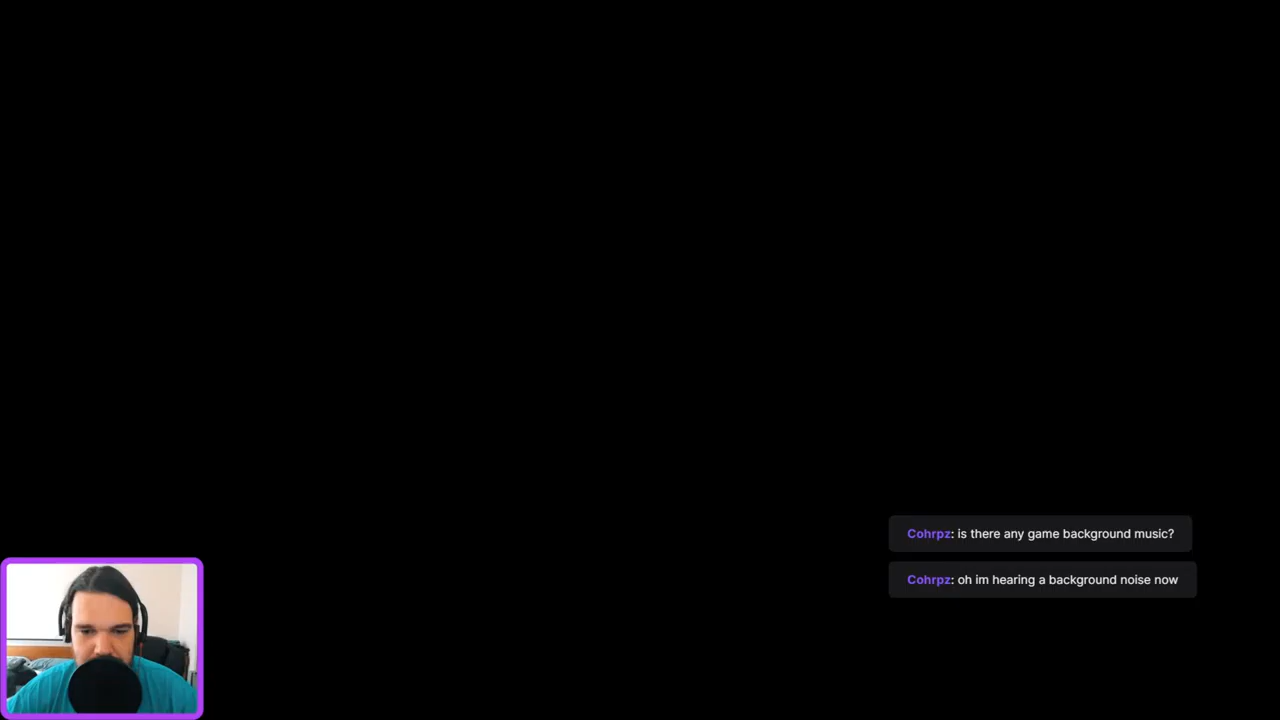 Cohrpz: is there any game background music?
Cohrpz: oh im hearing a background noise now